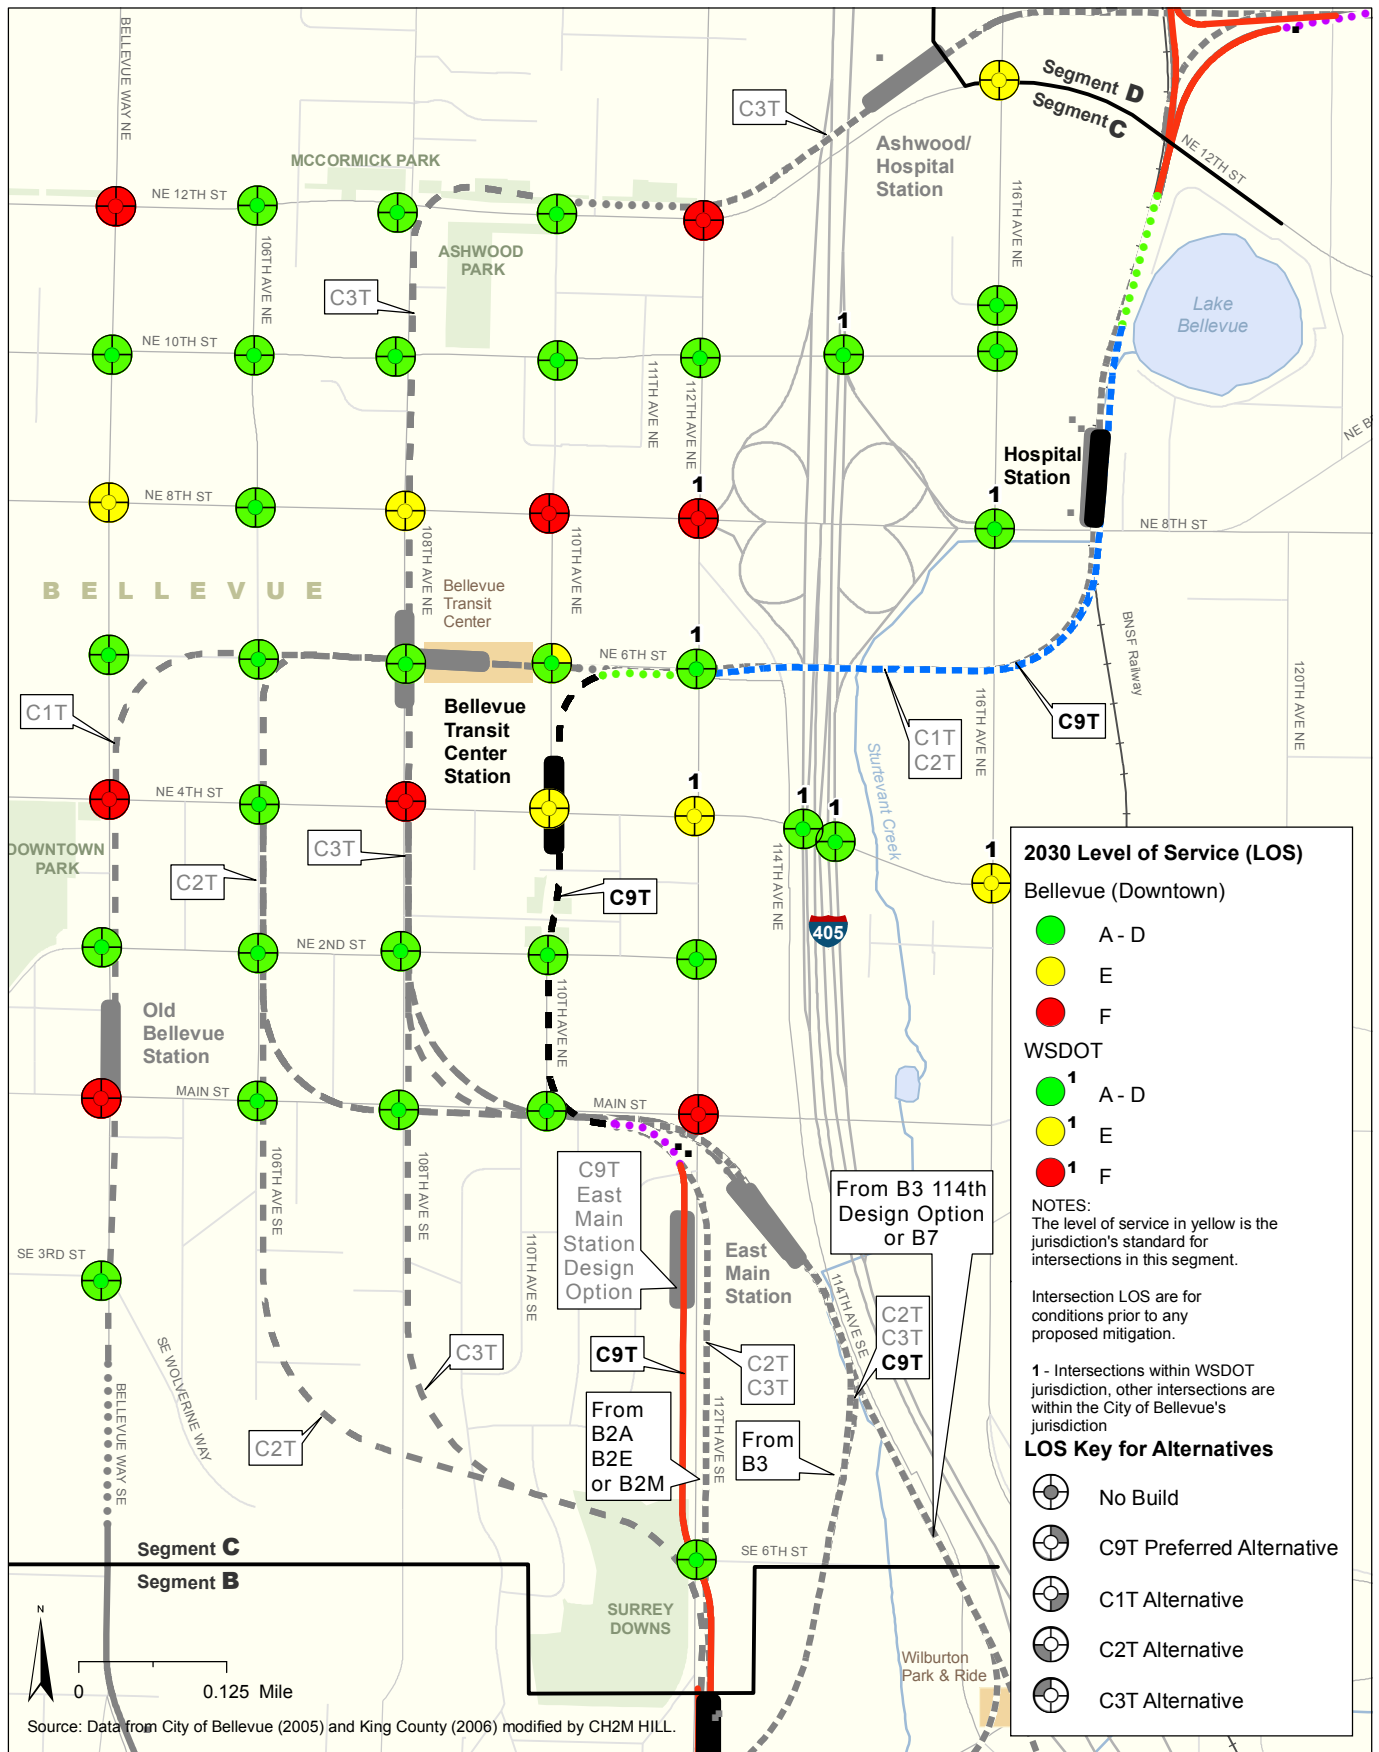 BELLEVUE WAY NE
Segment D
Segment C
C3T
MCCORMICK PARK
Ashwood/
Hospital
Station
NE 12TH ST
NE 12TH ST
116TH AVE NE
106TH AVE NE
ASHWOOD
PARK
C3T
Lake
Bellevue
1
NE 10TH ST
111TH AVE NE
112TH AVE NE
NE 8TH ST
Hospital
Station
1
1
NE 8TH ST
108TH AVE NE
110TH AVE NE
BELLEVUE
Bellevue
Transit
Center
BNSF Railway
120TH AVE NE
NE 6TH ST
1
C1T
Bellevue
Transit
Center
Station
C1T
C2T
116TH AVE NE
C9T
Sturtevant Creek
NE 4TH ST
1
1
1
1
DOWNTOWN
PARK
C2T
C3T
C9T
114TH AVE NE
405
NE 2ND ST
110TH AVE NE
Old
Bellevue
Station
MAIN ST
MAIN ST
106TH AVE SE
108TH AVE SE
C9T
East
Main
Station
Design
Option
From B3 114th
Design Option
or B7
SE 3RD ST
110TH AVE SE
East
Main
Station
114TH AVE SE
C2T
C3T
C9T
SE WOLVERINE WAY
C3T
C9T
C2T
C3T
BELLEVUE WAY SE
C2T
From
B2A
B2E
or B2M
112TH AVE SE
From
B3
Segment C
Segment B
SE 6TH ST
SURREY
DOWNS
Wilburton
Park & Ride
N
0 0.125 Mile
Source: Data from City of Bellevue (2005) and King County (2006) modified by CH2M HILL.
2030 Level of Service (LOS)
Bellevue (Downtown)
A - D
E
F
WSDOT
1 A - D
1 E
1 F
NOTES:
The level of service in yellow is the
jurisdiction's standard for
intersections in this segment.
Intersection LOS are for
conditions prior to any
proposed mitigation.
1 - Intersections within WSDOT
jurisdiction, other intersections are
within the City of Bellevue's
jurisdiction
LOS Key for Alternatives
No Build
C9T Preferred Alternative
C1T Alternative
C2T Alternative
C3T Alternative